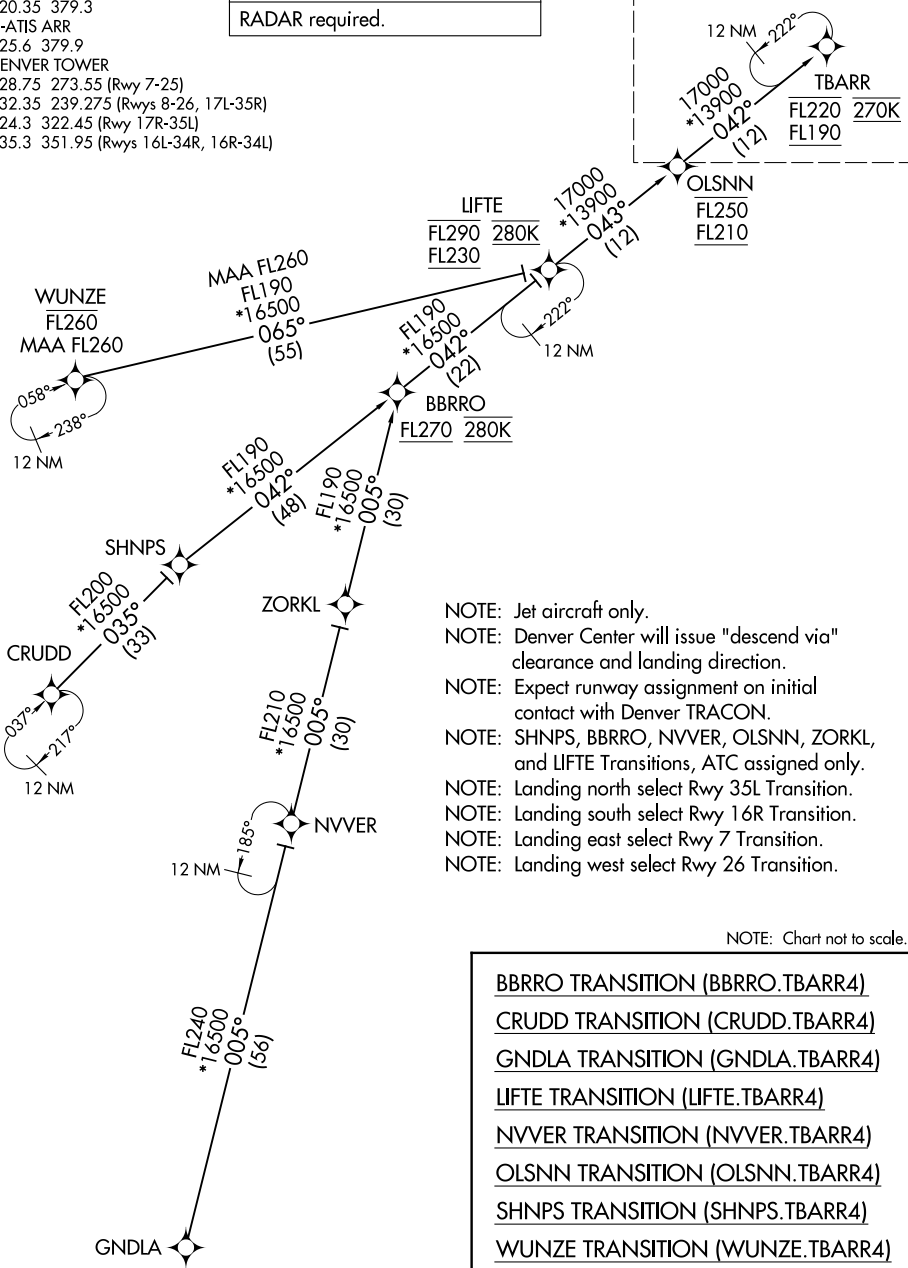 20.35 379.3
-ATIS ARR
25.6 379.9
ENVER TOWER
28.75 273.55 (Rwy 7-25)
32.35 239.275 (Rwys 8-26, 17L-35R)
24.3 322.45 (Rwy 17R-35L)
35.3 351.95 (Rwys 16L-34R, 16R-34L)
RADAR required.
12 NM
222°
TBARR
FL220 270K
FL190
17000
*13900
042°
(12)
OLSNN
FL250
FL210
17000
*13900
043°
(12)
LIFTE
FL290 280K
FL230
222°
12 NM
MAA FL260
FL190
*16500
065°
(55)
WUNZE
FL260
MAA FL260
058°
238°
12 NM
FL190
*16500
042°
(22)
BBRRO
FL270 280K
FL190
*16500
042°
(48)
FL190
*16500
005°
(30)
SHNPS
ZORKL
FL200
*16500
035°
(33)
CRUDD
037°
217°
12 NM
FL210
*16500
005°
(30)
NVVER
185°
12 NM
FL240
*16500
005°
(56)
GNDLA
NOTE: Jet aircraft only.
NOTE: Denver Center will issue "descend via"
clearance and landing direction.
NOTE: Expect runway assignment on initial
contact with Denver TRACON.
NOTE: SHNPS, BBRRO, NVVER, OLSNN, ZORKL,
and LIFTE Transitions, ATC assigned only.
NOTE: Landing north select Rwy 35L Transition.
NOTE: Landing south select Rwy 16R Transition.
NOTE: Landing east select Rwy 7 Transition.
NOTE: Landing west select Rwy 26 Transition.
NOTE: Chart not to scale.
BBRRO TRANSITION (BBRRO.TBARR4)
CRUDD TRANSITION (CRUDD.TBARR4)
GNDLA TRANSITION (GNDLA.TBARR4)
LIFTE TRANSITION (LIFTE.TBARR4)
NVVER TRANSITION (NVVER.TBARR4)
OLSNN TRANSITION (OLSNN.TBARR4)
SHNPS TRANSITION (SHNPS.TBARR4)
WUNZE TRANSITION (WUNZE.TBARR4)